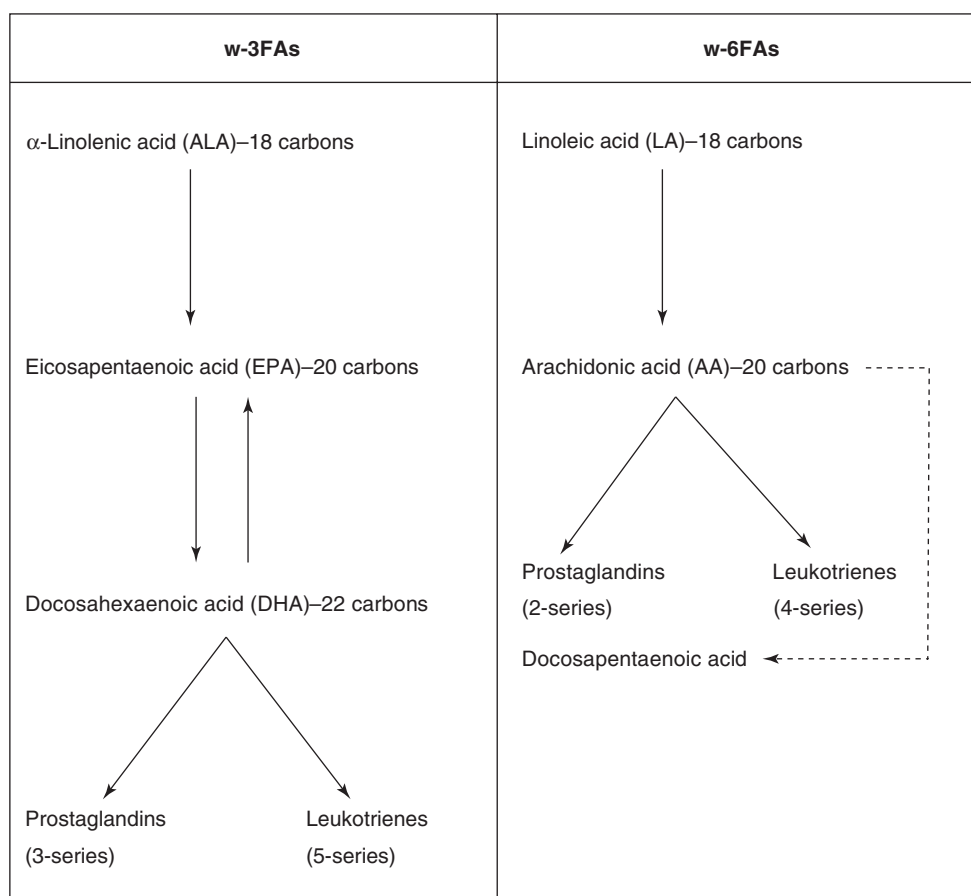 w-3FAs
α-Linolenic acid (ALA)–18 carbons
Eicosapentaenoic acid (EPA)–20 carbons
Docosahexaenoic acid (DHA)–22 carbons
Prostaglandins
(3-series)
Leukotrienes
(5-series)
w-6FAs
Linoleic acid (LA)–18 carbons
Arachidonic acid (AA)–20 carbons
Prostaglandins
(2-series)
Leukotrienes
(4-series)
Docosapentaenoic acid